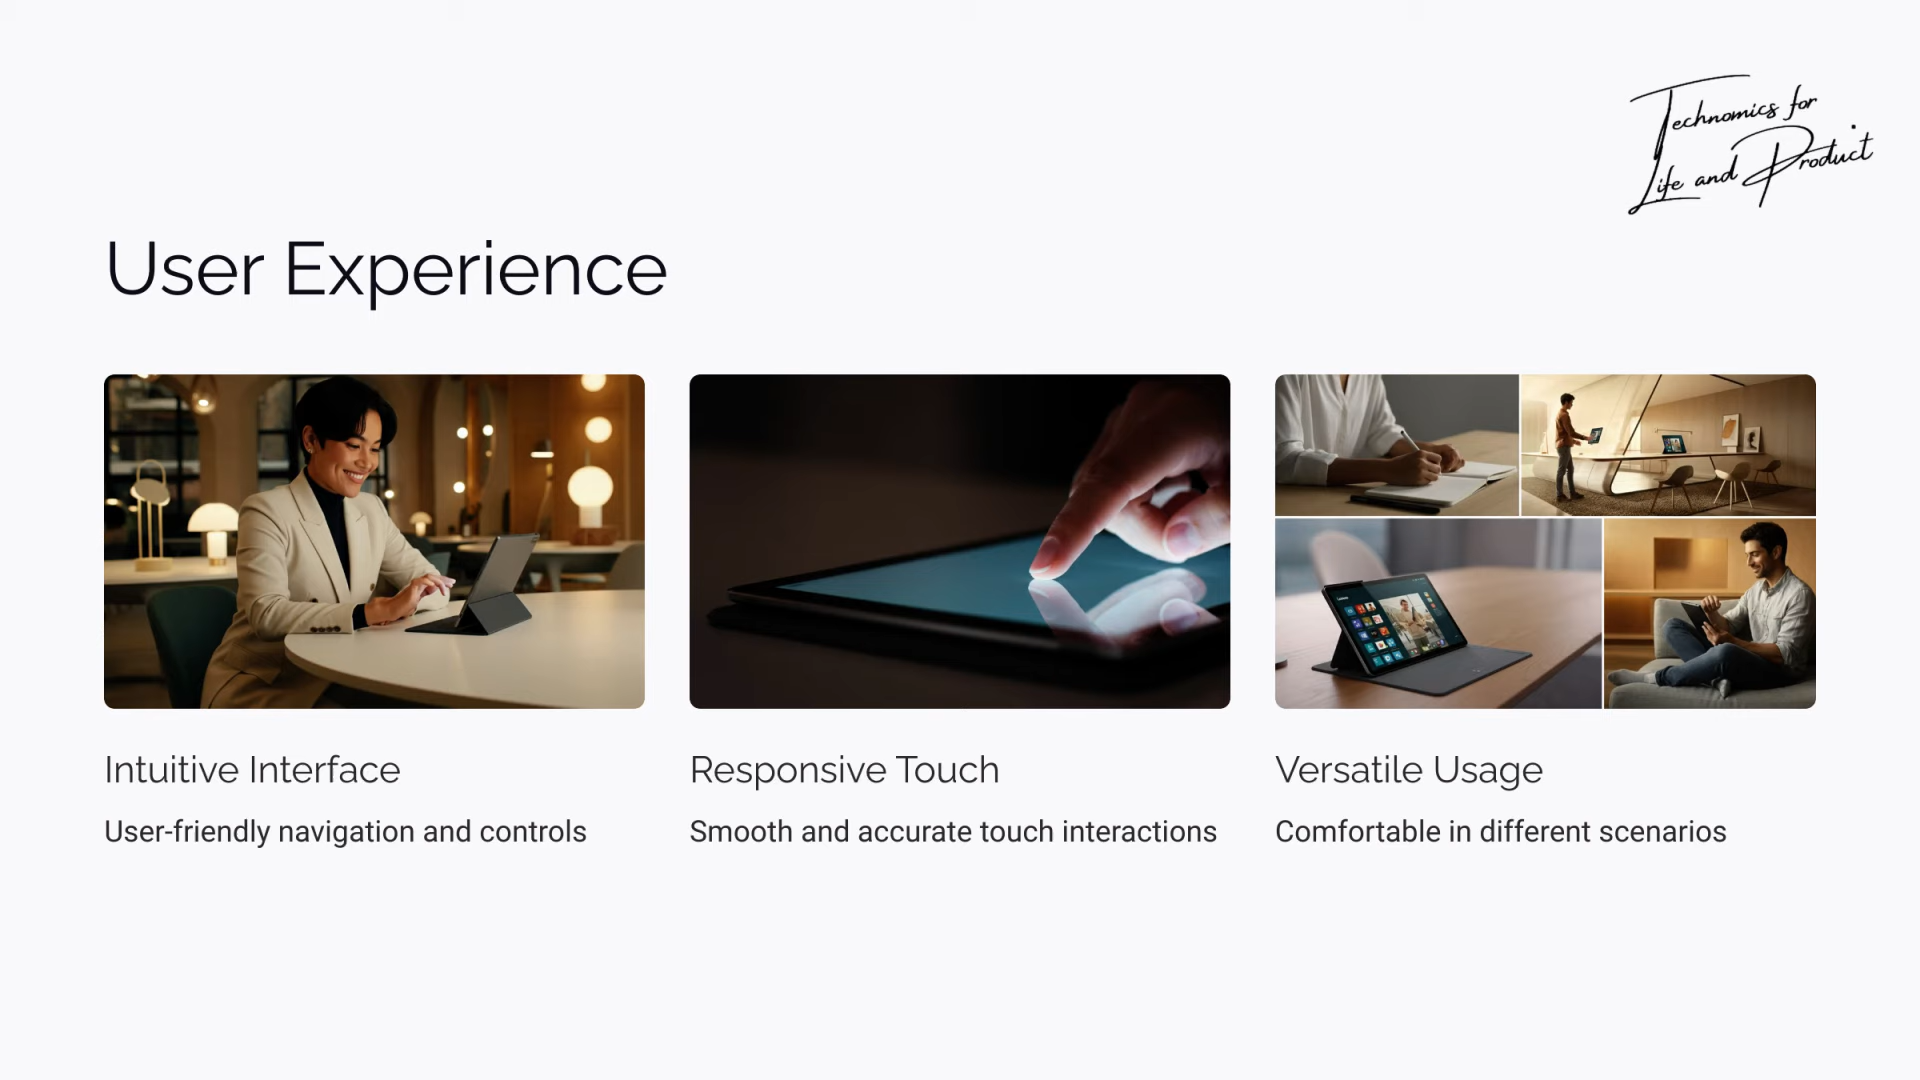 Technomics for
Life and Product
User Experience
Intuitive Interface
User-friendly navigation and controls
Responsive Touch
Smooth and accurate touch interactions
Versatile Usage
Comfortable in different scenarios